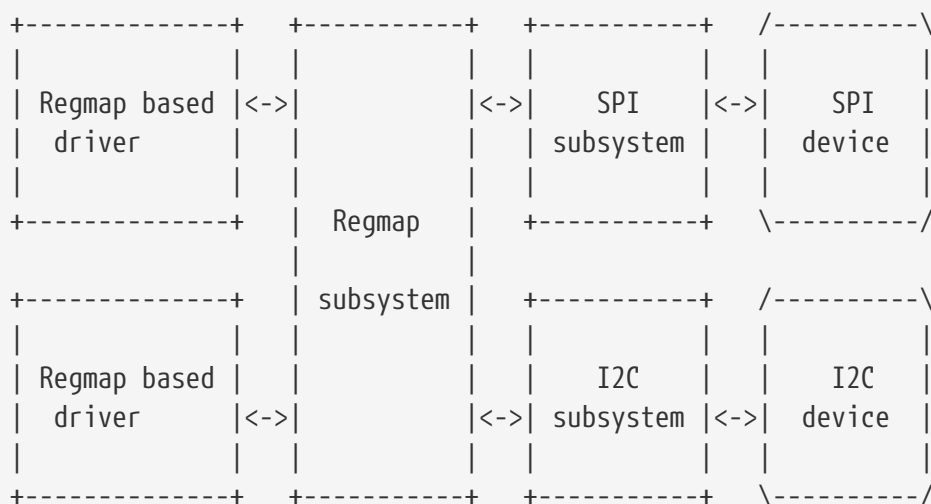 +-------------+   +----------+   +----------+   /----------\
|             |   |          |   |          |   |          |
| Regmap based |<->|          |<->|   SPI     |<->|   SPI    |
|  driver     |   |          |   | subsystem |   |  device  |
|             |   |          |   |          |   |          |
+-------------+   |  Regmap  |   +----------+   \----------/
                  |          |
+-------------+   | subsystem |   +----------+   /----------\
|             |   |          |   |          |   |          |
| Regmap based |   |          |   |   I2C     |   |   I2C    |
|  driver     |<->|          |<->| subsystem |<->|  device  |
|             |   |          |   |          |   |          |
+-------------+   +----------+   +----------+   \----------/